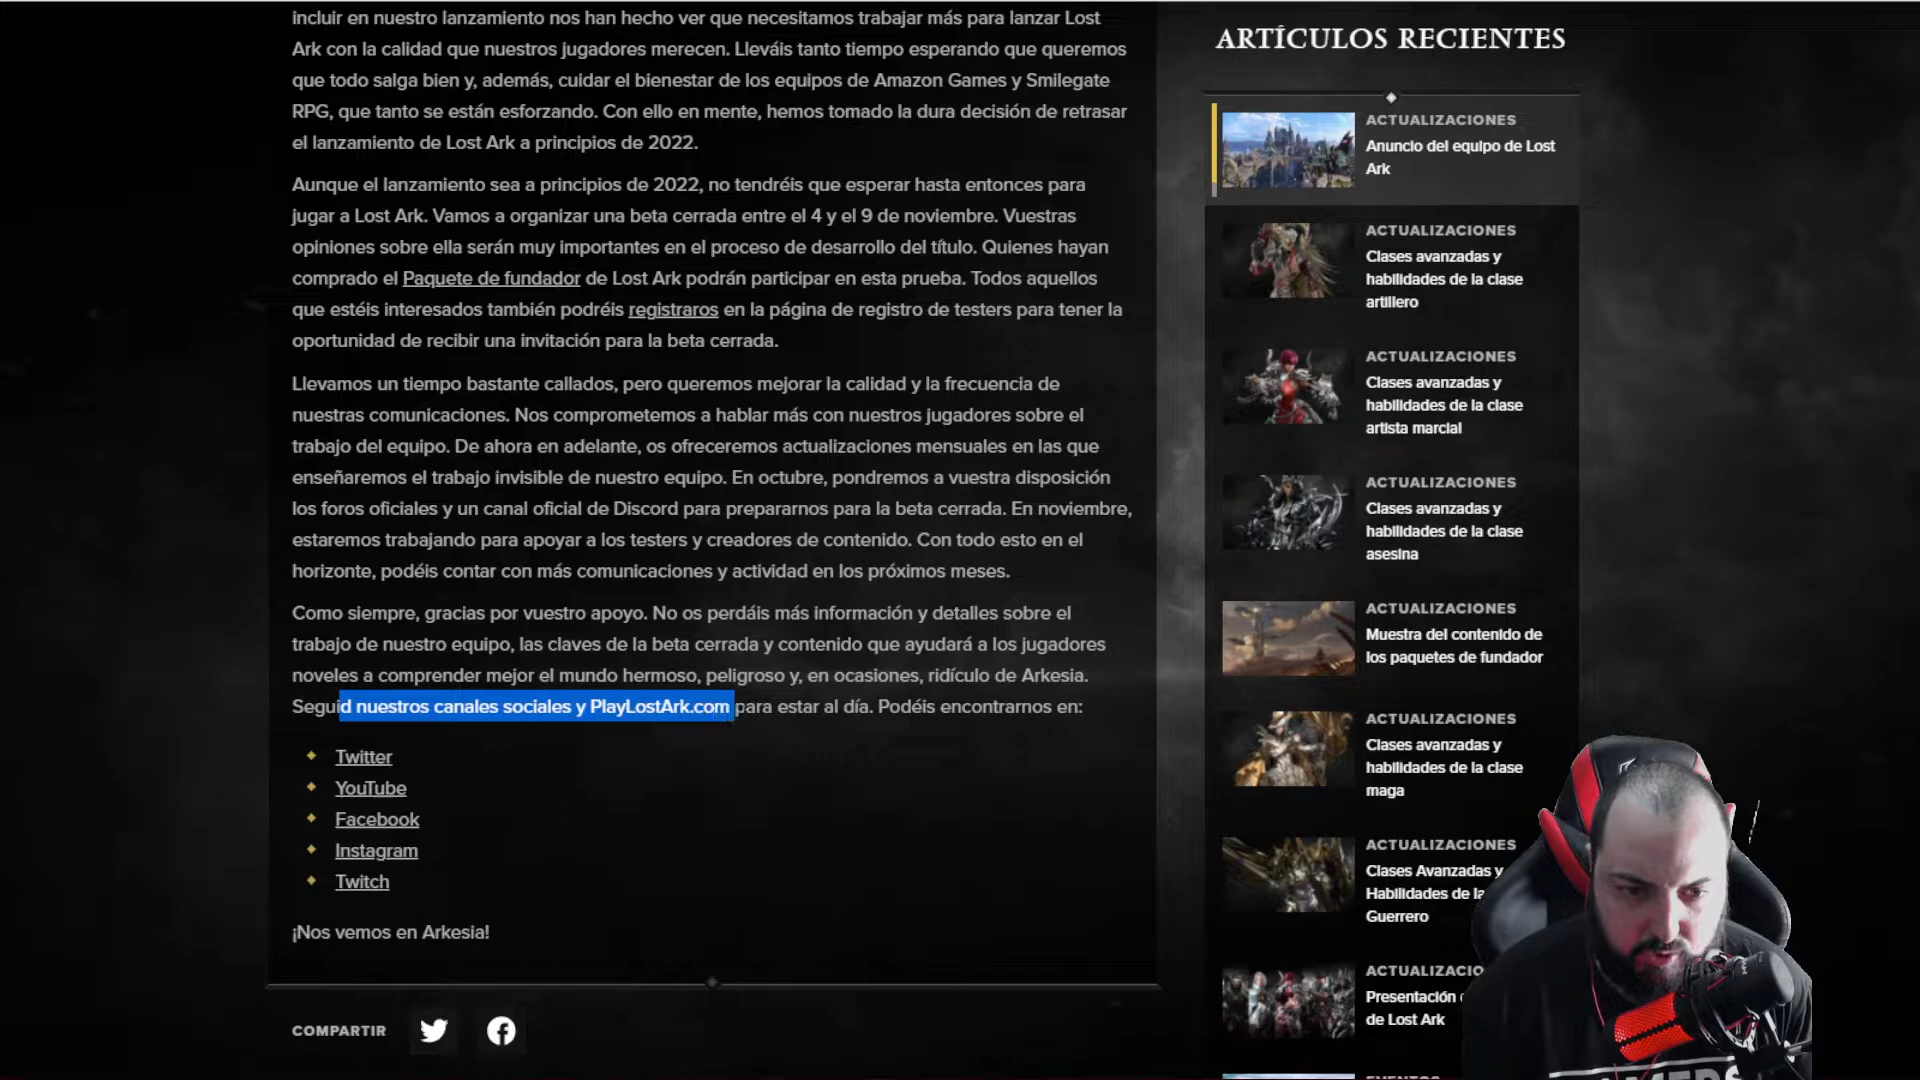 incluir en nuestro lanzamiento nos han hecho ver que necesitamos trabajar más para lanzar Lost
Ark con la calidad que nuestros jugadores merecen. Lleváis tanto tiempo esperando que queremos
que todo salga bien y, además, cuidar el bienestar de los equipos de Amazon Games y Smilegate
RPG, que tanto se están esforzando. Con ello en mente, hemos tomado la dura decisión de retrasar
el lanzamiento de Lost Ark a principios de 2022.
Aunque el lanzamiento sea a principios de 2022, no tendréis que esperar hasta entonces para
jugar a Lost Ark. Vamos a organizar una beta cerrada entre el 4 y el 9 de noviembre. Vuestras
opiniones sobre ella serán muy importantes en el proceso de desarrollo del título. Quienes hayan
comprado el Paquete de fundador de Lost Ark podrán participar en esta prueba. Todos aquellos
que estéis interesados también podréis registraros en la página de registro de testers para tener la
oportunidad de recibir una invitación para la beta cerrada.
Llevamos un tiempo bastante callados, pero queremos mejorar la calidad y la frecuencia de
nuestras comunicaciones. Nos comprometemos a hablar más con nuestros jugadores sobre el
trabajo del equipo. De ahora en adelante, os ofreceremos actualizaciones mensuales en las que
enseñaremos el trabajo invisible de nuestro equipo. En octubre, pondremos a vuestra disposición
los foros oficiales y un canal oficial de Discord para prepararnos para la beta cerrada. En noviembre,
estaremos trabajando para apoyar a los testers y creadores de contenido. Con todo esto en el
horizonte, podéis contar con más comunicaciones y actividad en los próximos meses.
Como siempre, gracias por vuestro apoyo. No os perdáis más información y detalles sobre el
trabajo de nuestro equipo, las claves de la beta cerrada y contenido que ayudará a los jugadores
noveles a comprender mejor el mundo hermoso, peligroso y, en ocasiones, ridículo de Arkesia.
Seguid nuestros canales sociales y PlayLostArk.com para estar al día. Podéis encontrarnos en:
Twitter
YouTube
Facebook
Instagram
Twitch
¡Nos vemos en Arkesia!
COMPARTIR
ARTÍCULOS RECIENTES
ACTUALIZACIONES
Anuncio del equipo de Lost
Ark
ACTUALIZACIONES
Clases avanzadas y
habilidades de la clase
artillero
ACTUALIZACIONES
Clases avanzadas y
habilidades de la clase
artista marcial
ACTUALIZACIONES
Clases avanzadas y
habilidades de la clase
asesina
ACTUALIZACIONES
Muestra del contenido de
los paquetes de fundador
ACTUALIZACIONES
Clases avanzadas y
habilidades de la clase
maga
ACTUALIZACIONES
Clases Avanzadas y
Habilidades de la
Guerrero
ACTUALIZACIO
Presentación
de Lost Ark